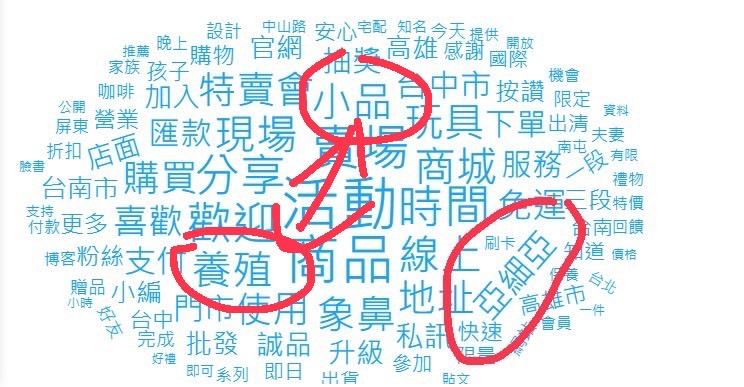 設計 中山路 安心 宅配 知名 今天 提供
推薦 晚上 購物 官網 抽獎 高雄 感謝 開放
家族 孩子 特賣會 小品 台中市 國際
咖啡 加入 按讚 機會 限定
公開 營業 匯款 現場 賣場 玩具 下單 出清 資料
屏東 夫妻
折扣 店面 購買 分享 商城 服務 一段 南屯 有限
臉書 台南市 活動 時間 免運 三段 禮物
支持 特價
付款 更多 喜歡 歡迎 台南 回饋
博客 粉絲 支付 養殖 商品 線上 刷卡 亞細亞 知道 價格
贈品 小編 保養 台北
小時 好友 台中 門市 使用 象鼻 地址 高雄市 一件
完成 批發 誠品 升級 私訊 快速 會員
好禮 參加 限量
即可 系列 即日 出貨 貼文